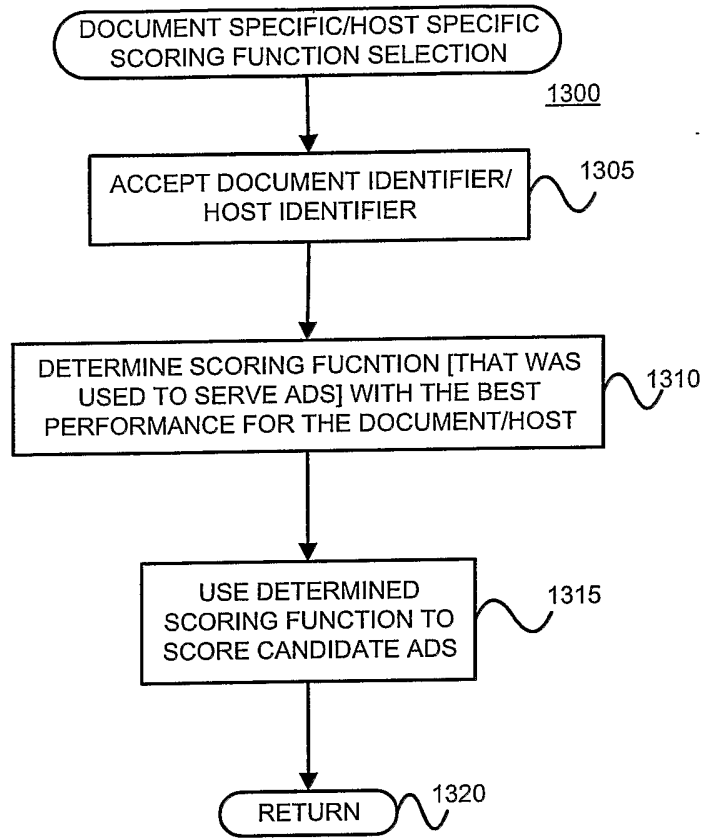 DOCUMENT SPECIFIC/HOST SPECIFIC
SCORING FUNCTION SELECTION
1300
ACCEPT DOCUMENT IDENTIFIER/
HOST IDENTIFIER
1305
DETERMINE SCORING FUCNTION [THAT WAS
USED TO SERVE ADS] WITH THE BEST
PERFORMANCE FOR THE DOCUMENT/HOST
1310
USE DETERMINED
SCORING FUNCTION TO
SCORE CANDIDATE ADS
1315
RETURN
1320